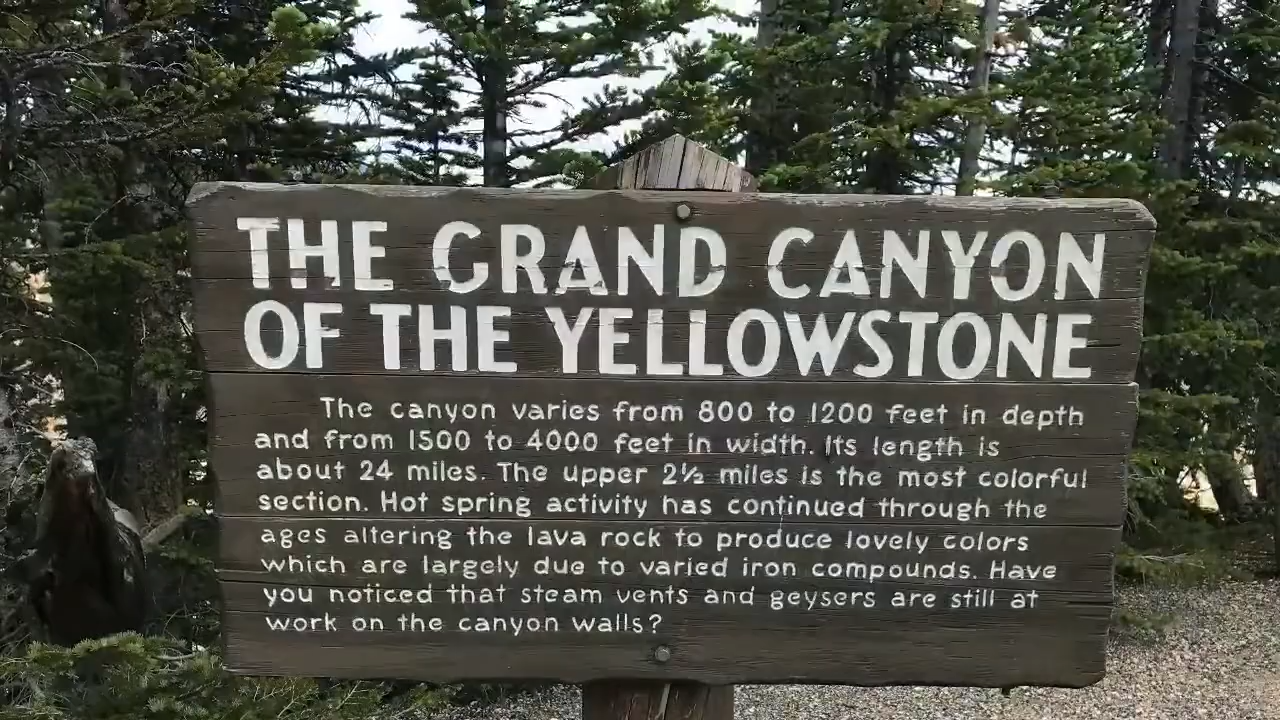 THE GRAND CANYON
OF THE YELLOWSTONE
The canyon varies from 800 to 1200 feet in depth
and from 1500 to 4000 feet in width. Its length is
about 24 miles. The upper 2½ miles is the most colorful
section. Hot spring activity has continued through the
ages altering the lava rock to produce lovely colors
which are largely due to varied iron compounds. Have
you noticed that steam vents and geysers are still at
work on the canyon walls?